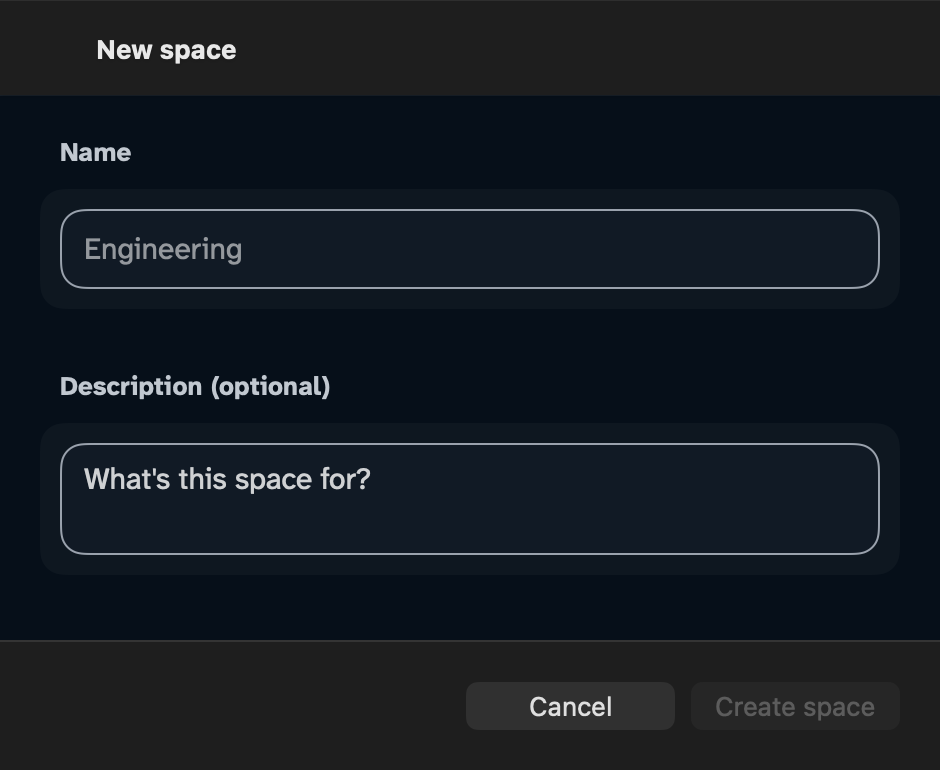 New space
Name
Engineering
Description (optional)
What's this space for?
Cancel
Create space